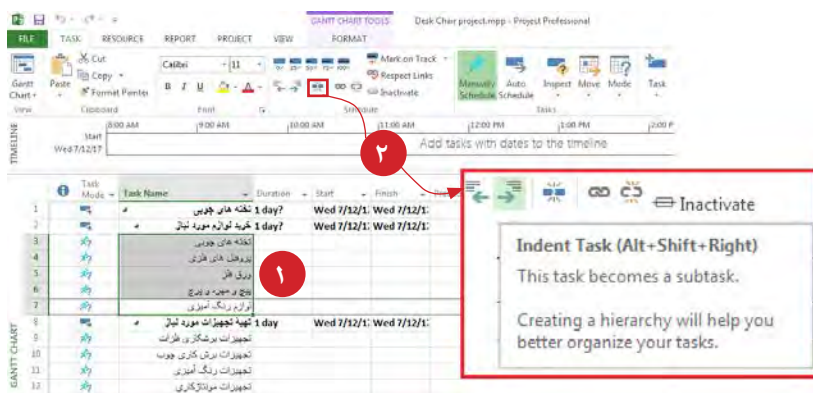 GANTT CHART TOOLS Desk Chair project.mpp - Project Professional
FILE TASK RESOURCE REPORT PROJECT VIEW FORMAT
Gantt Chart
View
Paste
Cut
Copy
Format Painter
Clipboard
Calibri 11
B I U A
Font
Mark on Track
Respect Links
Inactivate
Schedule
Manually Schedule
Auto Schedule
Inspect
Move
Mode
Task
Tasks
TIMELINE
Start
Wed 7/12/17
8:00 AM 9:00 AM 10:00 AM 11:00 AM 12:00 PM 1:00 PM 2:00 P
Add tasks with dates to the timeline
۲
Task Mode Task Name Duration Start Finish
1 تخته های چوبی 1 day? Wed 7/12/1 Wed 7/12/1
2 خرید لوازم مورد نیاز 1 day? Wed 7/12/1 Wed 7/12/1
3 تخته های چوبی
4 پروفیل های فلزی
5 ورق فلز
6 پیچ و مهره و پرچ
7 لوازم رنگ آمیزی
8 تهیه تجهیزات مورد نیاز 1 day Wed 7/12/1 Wed 7/12/1
9 تجهیزات برشکاری فلزات
10 تجهیزات برش کاری چوب
11 تجهیزات رنگ آمیزی
12 تجهیزات مونتاژکاری
۱
GANTT CHART
Inactivate
Indent Task (Alt+Shift+Right)
This task becomes a subtask.
Creating a hierarchy will help you
better organize your tasks.